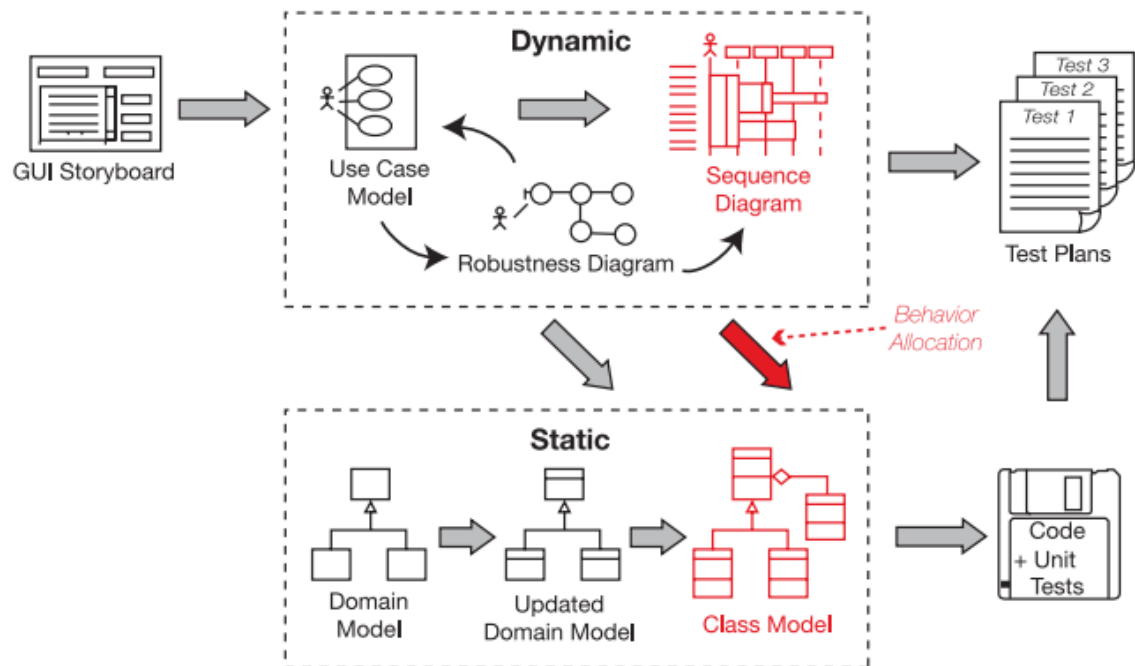 Dynamic
GUI Storyboard
Use Case
Model
Robustness Diagram
Sequence
Diagram
Test 3
Test 2
Test 1
Test Plans
Behavior
Allocation
Static
Domain
Model
Updated
Domain Model
Class Model
Code
+ Unit
Tests